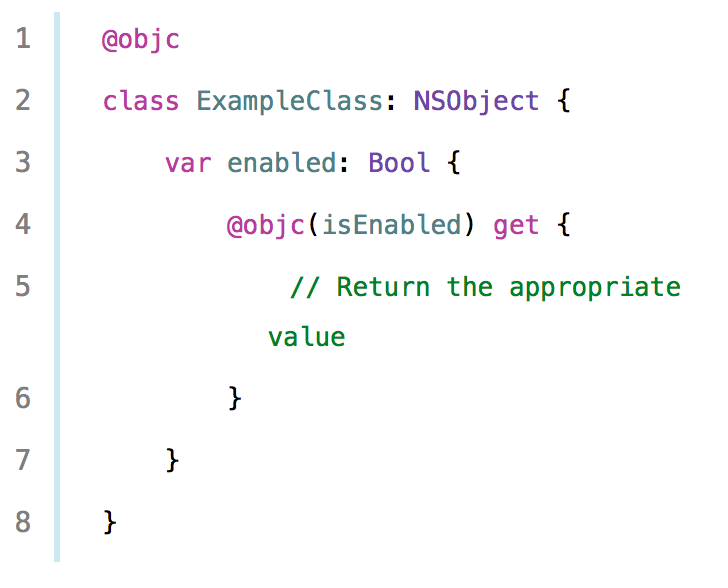 1 @objc
2 class ExampleClass: NSObject {
3 var enabled: Bool {
4 @objc(isEnabled) get {
5 // Return the appropriate
value
6 }
7 }
8 }